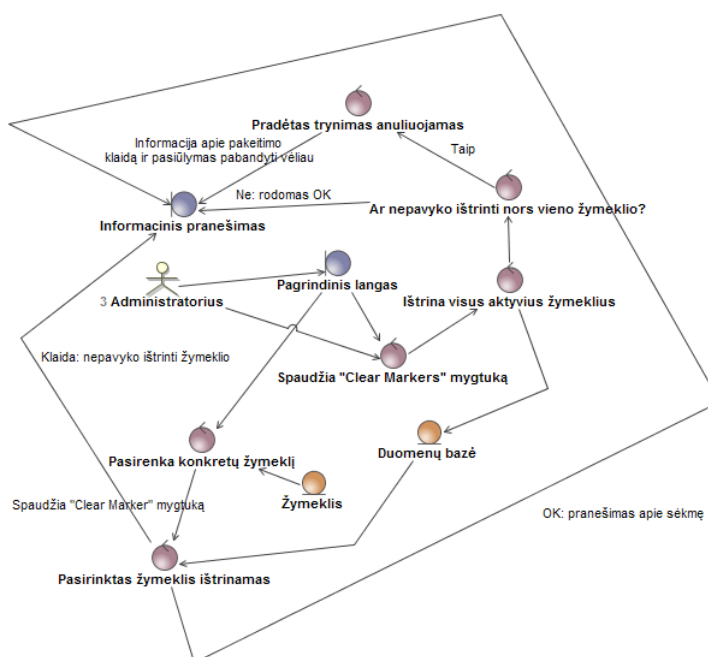 Pradėtas trynimas anuliuojamas
Informacija apie pakeitimo
klaidą ir pasiūlymas pabandyti vėliau
Taip
Ne: rodomas OK
Ar nepavyko ištrinti nors vieno žymeklio?
Informacinis pranešimas
Pagrindinis langas
3 Administratorius
Ištrina visus aktyvius žymeklius
Klaida: nepavyko ištrinti žymeklio
Spaudžia "Clear Markers" mygtuką
Pasirenka konkretų žymeklį
Duomenų bazė
Spaudžia "Clear Marker" mygtuką
Žymeklis
OK: pranešimas apie sėkmę
Pasirinktas žymeklis ištrinamas